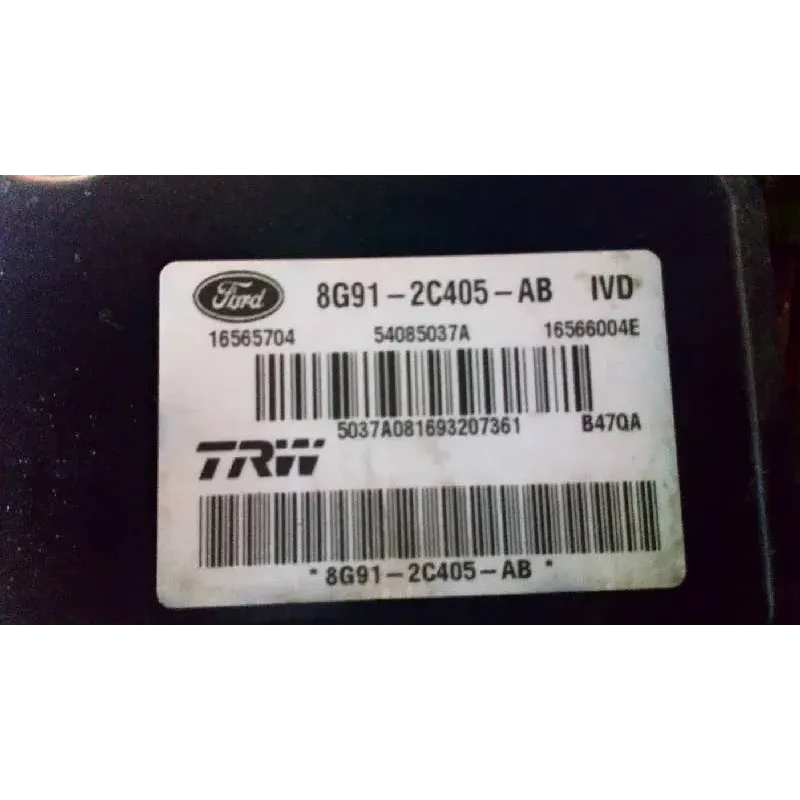 Ford 8G91-2C405-AB IVD
16565704 54085037A 16566004E
5037A081693207361 B47QA
TRW
*8G91-2C405-AB*